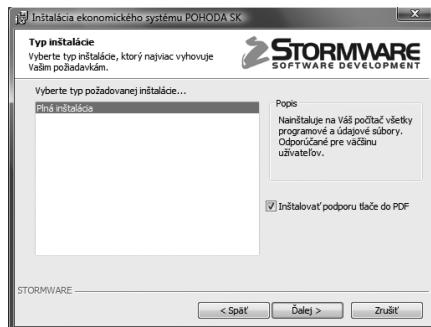 Inštalácia ekonomického systému POHODA SK
Typ inštalácie
Vyberte typ inštalácie, ktorý najviac vyhovuje
Vašim požiadavkám.
STORMWARE
SOFTWARE DEVELOPMENT
Vyberte typ požadovanej inštalácie...
Plná inštalácia
Popis
Nainštaluje na Váš počítač všetky
programové a údajové súbory.
Odporúčané pre väčšinu
užívateľov.
Inštalovať podporu tlače do PDF
STORMWARE
< Späť
Ďalej >
Zrušiť